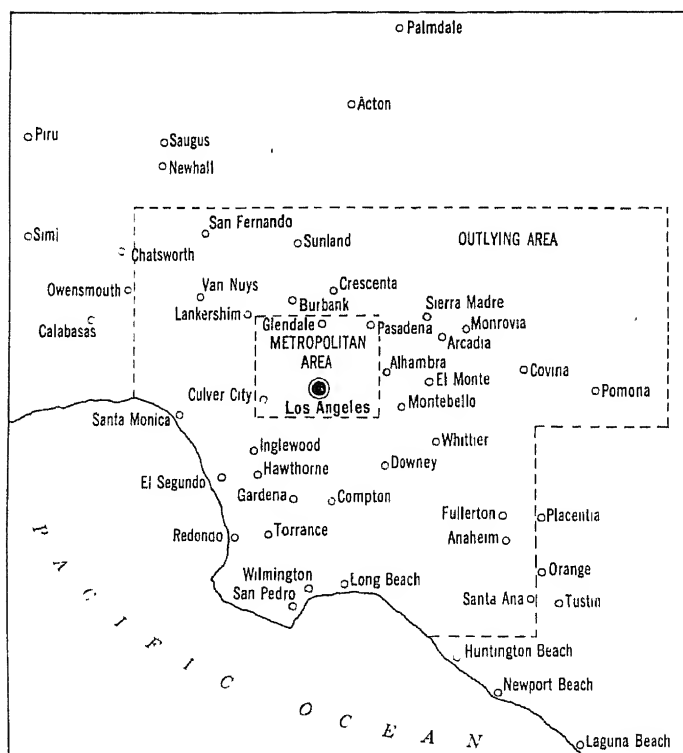 Palmdale
Acton
Piru
Saugus
Newhall
San Fernando
Simi
Sunland
OUTLYING AREA
Chatsworth
Owensmouth
Van Nuys
Crescenta
Burbank
Calabasas
Lankershim
Glendale
Pasadena
Sierra Madre
Monrovia
Arcadia
METROPOLITAN
AREA
Alhambra
El Monte
Covina
Pomona
Culver City
Los Angeles
Montebello
Santa Monica
Inglewood
Whittier
Hawthorne
Downey
El Segundo
Gardena
Compton
Fullerton
Placentia
Redondo
Torrance
Anaheim
Wilmington
Long Beach
Orange
San Pedro
Santa Ana
Tustin
Huntington Beach
Newport Beach
Laguna Beach
PACIFIC OCEAN